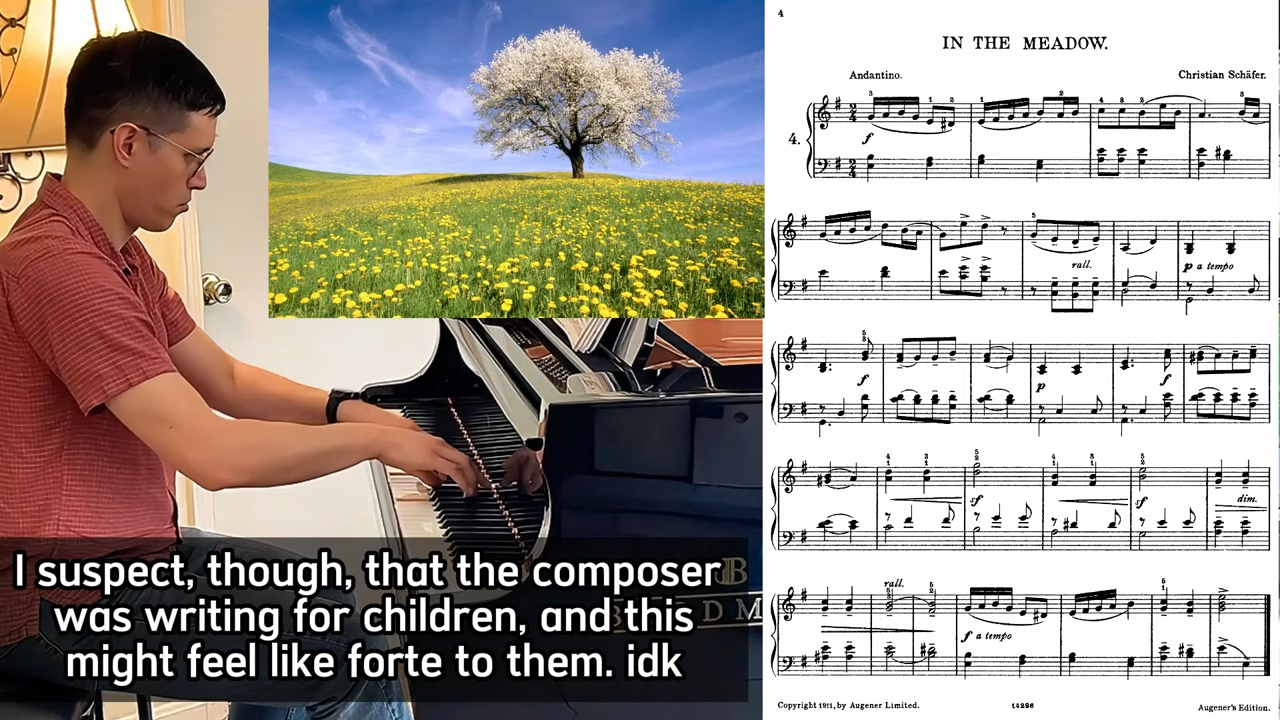 4
IN THE MEADOW.
Andantino. Christian Schäfer.
4.
f
rall.
p a tempo
f p f
sf sf dim.
rall.
f a tempo
Copyright 1911, by Augener Limited. 14296 Augener's Edition.
I suspect, though, that the composer
was writing for children, and this
might feel like forte to them. idk